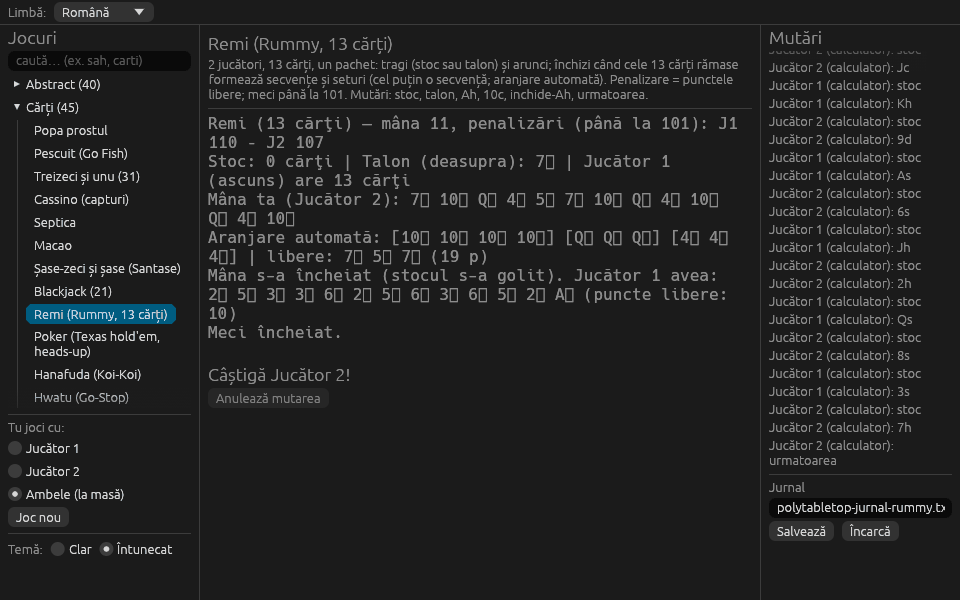 Limbă: Română
Jocuri
caută... (ex. sah, carti)
Abstract (40)
Cărți (45)
Popa prostul
Pescuit (Go Fish)
Treizeci și unu (31)
Cassino (capturi)
Septica
Macao
Șase-zeci și șase (Santase)
Blackjack (21)
Remi (Rummy, 13 cărți)
Poker (Texas hold'em,
heads-up)
Hanafuda (Koi-Koi)
Hwatu (Go-Stop)
Tu joci cu:
Jucător 1
Jucător 2
Ambele (la masă)
Joc nou
Temă: Clar Întunecat
Remi (Rummy, 13 cărți)
2 jucători, 13 cărți, un pachet: tragi (stoc sau talon) și arunci; închizi când cele 13 cărți rămase
formează secvențe și seturi (cel puțin o secvență; aranjare automată). Penalizare = punctele
libere; meci până la 101. Mutări: stoc, talon, Ah, 10c, inchide-Ah, urmatoarea.
Remi (13 cărți) — mâna 11, penalizări (până la 101): J1
110 - J2 107
Stoc: 0 cărți | Talon (deasupra): 7□ | Jucător 1
(ascuns) are 13 cărți
Mâna ta (Jucător 2): 7□ 10□ Q□ 4□ 5□ 7□ 10□ Q□ 4□ 10□
Q□ 4□ 10□
Aranjare automată: [10□ 10□ 10□ 10□] [Q□ Q□ Q□] [4□ 4□
4□] | libere: 7□ 5□ 7□ (19 p)
Mâna s-a încheiat (stocul s-a golit). Jucător 1 avea:
2□ 5□ 3□ 3□ 6□ 2□ 5□ 6□ 3□ 6□ 5□ 2□ A□ (puncte libere:
10)
Meci încheiat.
Câștigă Jucător 2!
Anulează mutarea
Mutări
Jucător 2 (calculator): stoc
Jucător 2 (calculator): Jc
Jucător 1 (calculator): stoc
Jucător 1 (calculator): Kh
Jucător 2 (calculator): stoc
Jucător 2 (calculator): 9d
Jucător 1 (calculator): stoc
Jucător 1 (calculator): As
Jucător 2 (calculator): stoc
Jucător 2 (calculator): 6s
Jucător 1 (calculator): stoc
Jucător 1 (calculator): Jh
Jucător 2 (calculator): stoc
Jucător 2 (calculator): 2h
Jucător 1 (calculator): stoc
Jucător 1 (calculator): Qs
Jucător 2 (calculator): stoc
Jucător 2 (calculator): 8s
Jucător 1 (calculator): stoc
Jucător 1 (calculator): 3s
Jucător 2 (calculator): stoc
Jucător 2 (calculator): 7h
Jucător 2 (calculator):
urmatoarea
Jurnal
polytabletop-jurnal-rummy.tx
Salvează Încarcă